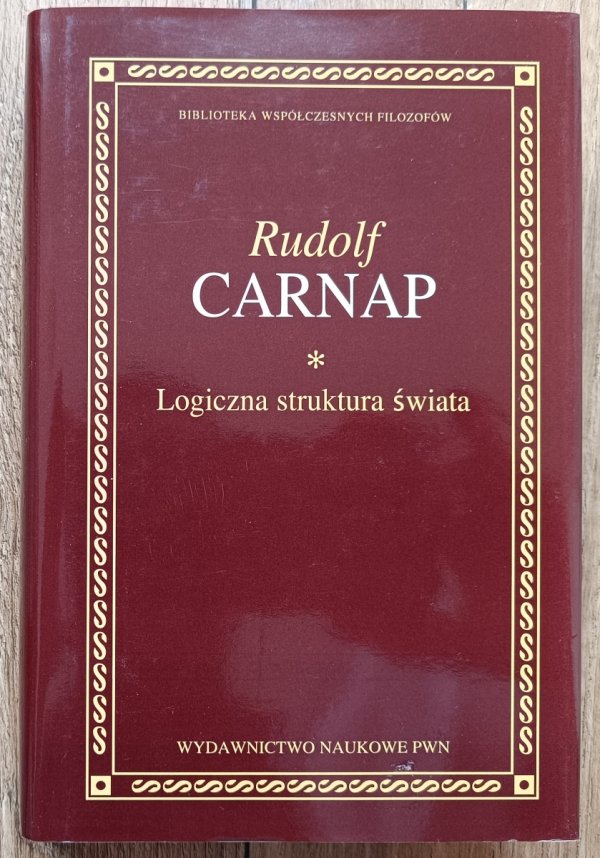 BIBLIOTEKA WSPÓŁCZESNYCH FILOZOFÓW
Rudolf
CARNAP
*
Logiczna struktura świata
WYDAWNICTWO NAUKOWE PWN